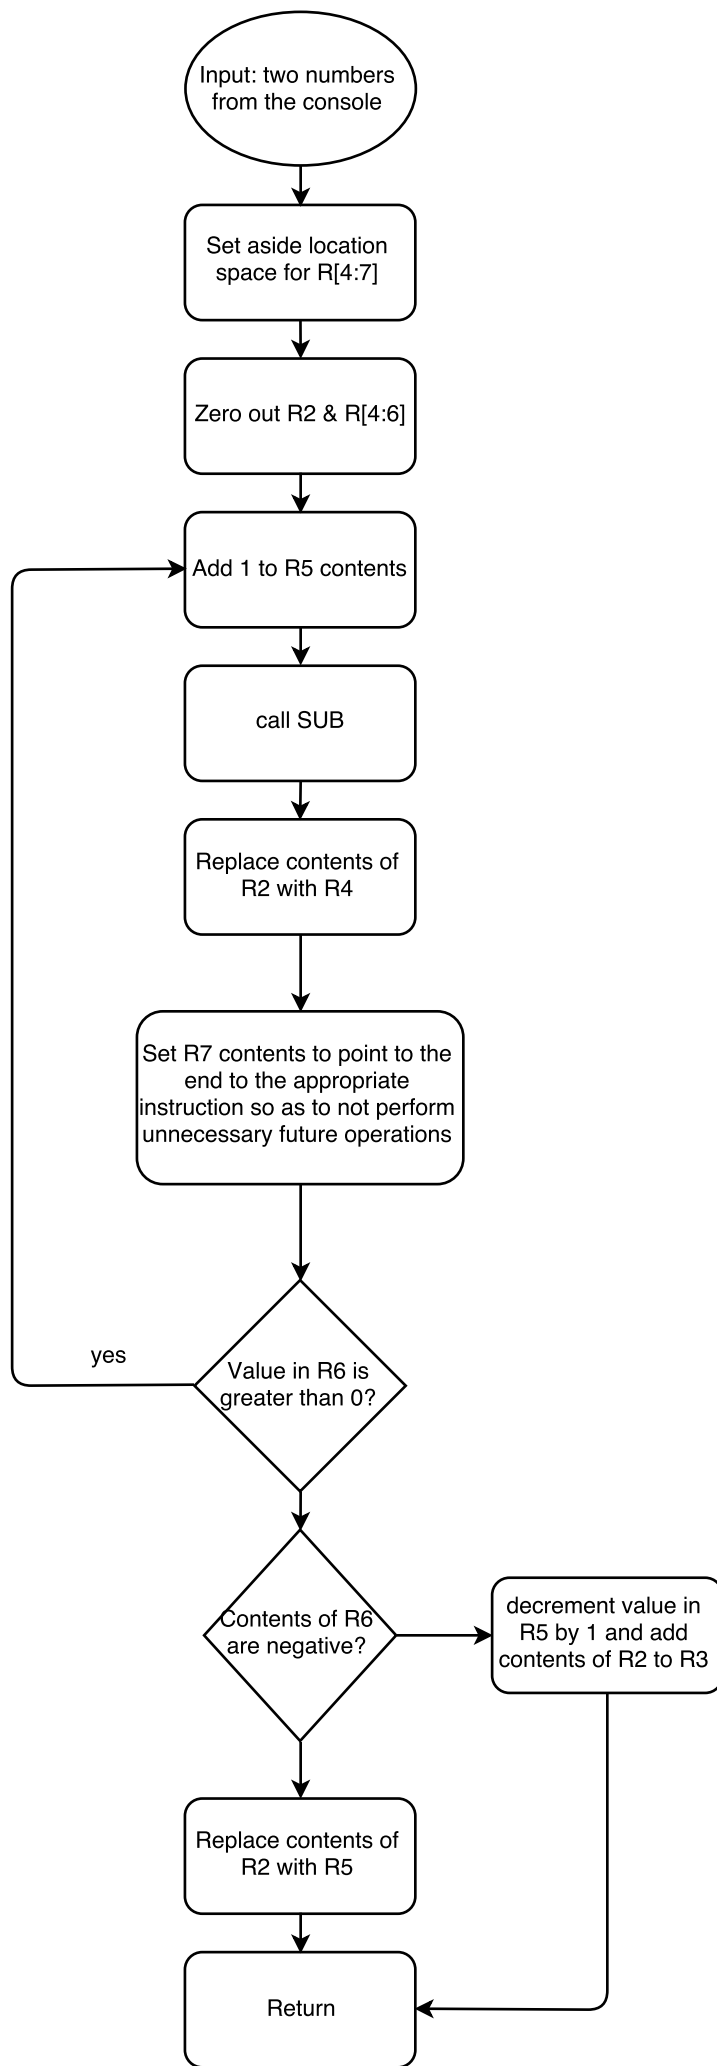 Input: two numbers
from the console
Set aside location
space for R[4:7]
Zero out R2 & R[4:6]
Add 1 to R5 contents
call SUB
Replace contents of
R2 with R4
Set R7 contents to point to the
end to the appropriate
instruction so as to not perform
unnecessary future operations
yes
Value in R6 is
greater than 0?
Contents of R6
are negative?
decrement value in
R5 by 1 and add
contents of R2 to R3
Replace contents of
R2 with R5
Return